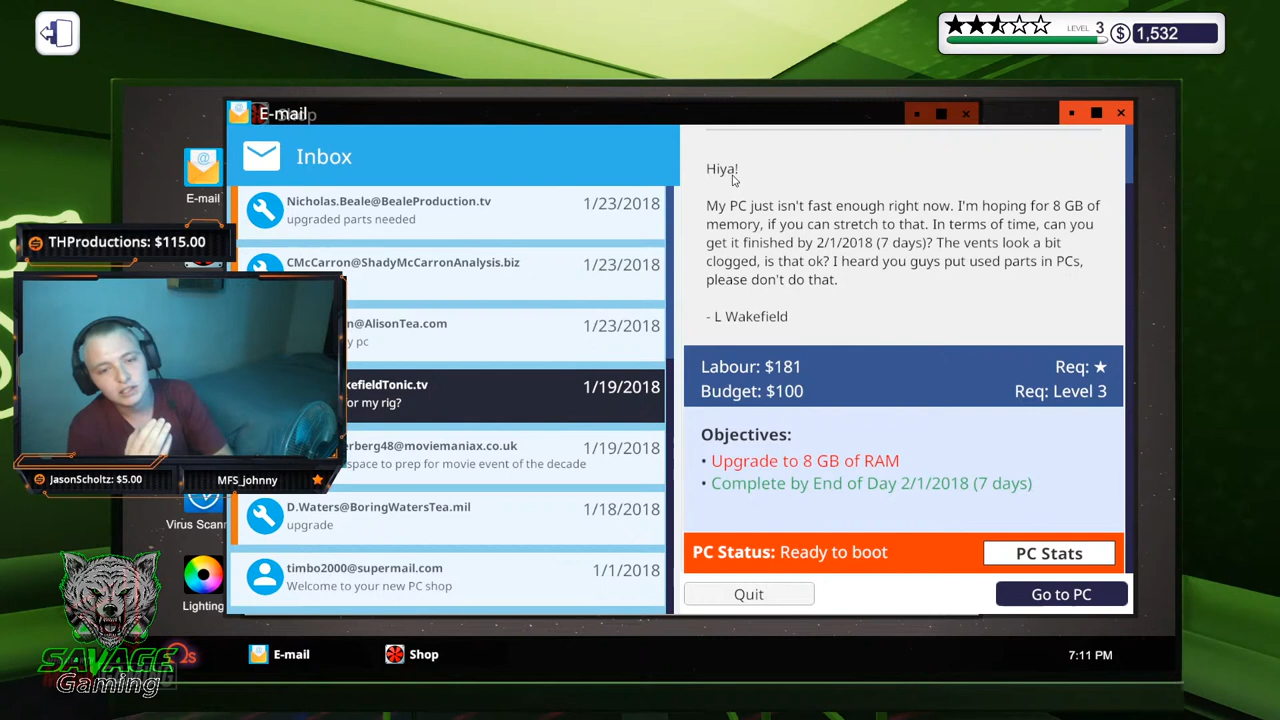 LEVEL 3
$ 1,532
Shop
E-mail
Inbox
E-mail
Nicholas.Beale@BealeProduction.tv
1/23/2018
upgraded parts needed
CMcCarron@ShadyMcCarronAnalysis.biz
1/23/2018
n@AlisonTea.com
1/23/2018
y pc
kefieldTonic.tv
1/19/2018
or my rig?
erberg48@moviemaniax.co.uk
1/19/2018
space to prep for movie event of the decade
D.Waters@BoringWatersTea.mil
1/18/2018
upgrade
timbo2000@supermail.com
1/1/2018
Welcome to your new PC shop
Hiya!
My PC just isn't fast enough right now. I'm hoping for 8 GB of
memory, if you can stretch to that. In terms of time, can you
get it finished by 2/1/2018 (7 days)? The vents look a bit
clogged, is that ok? I heard you guys put used parts in PCs,
please don't do that.
- L Wakefield
Labour: $181
Req: ★
Budget: $100
Req: Level 3
Objectives:
• Upgrade to 8 GB of RAM
• Complete by End of Day 2/1/2018 (7 days)
PC Status: Ready to boot
PC Stats
Quit
Go to PC
THProductions: $115.00
JasonScholtz: $5.00
MFS_johnny
Virus Scann
Lighting
SAVAGE
Gaming
E-mail
Shop
7:11 PM